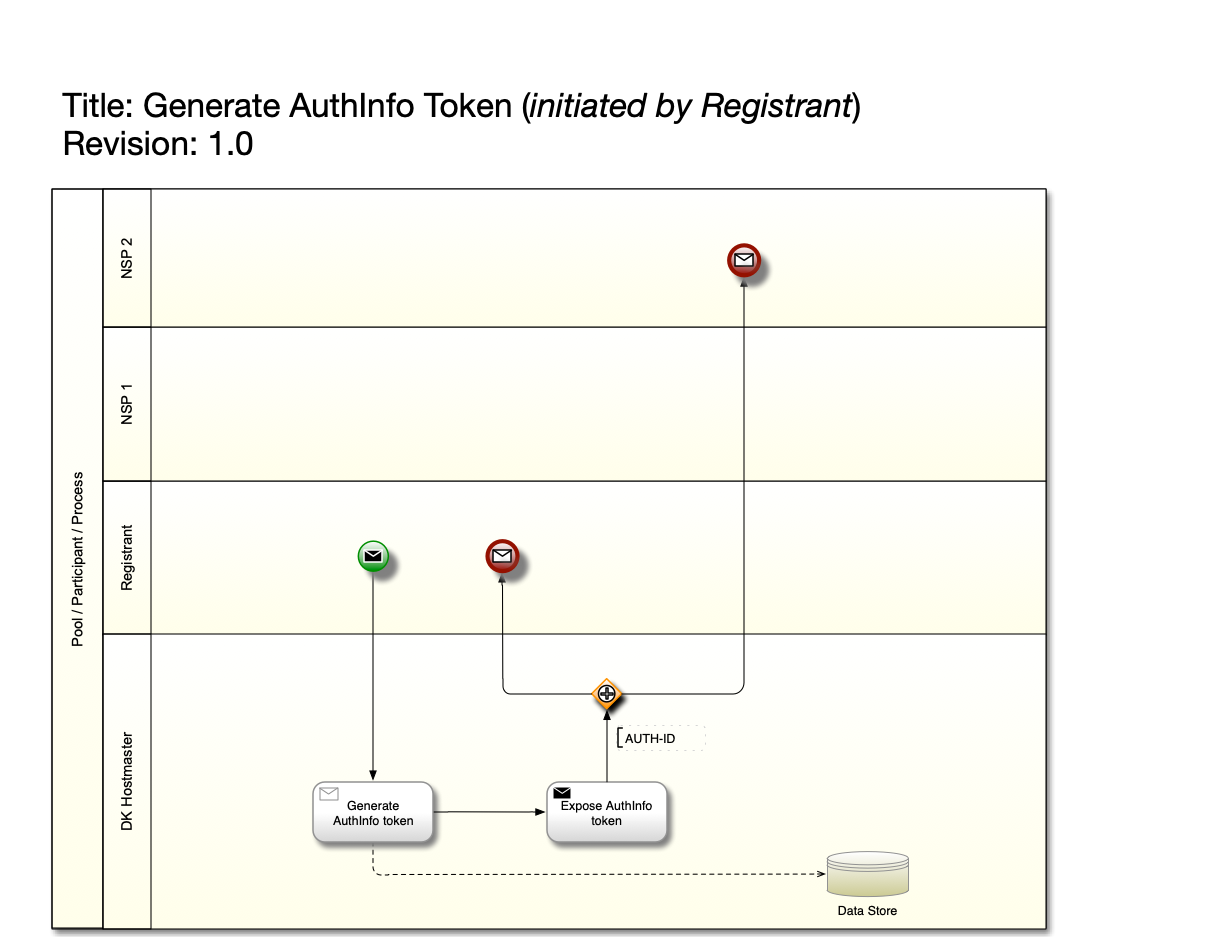 Title: Generate AuthInfo Token (initiated by Registrant)
Revision: 1.0
Pool / Participant / Process
NSP 2
NSP 1
Registrant
DK Hostmaster
AUTH-ID
Generate
AuthInfo token
Expose AuthInfo
token
Data Store